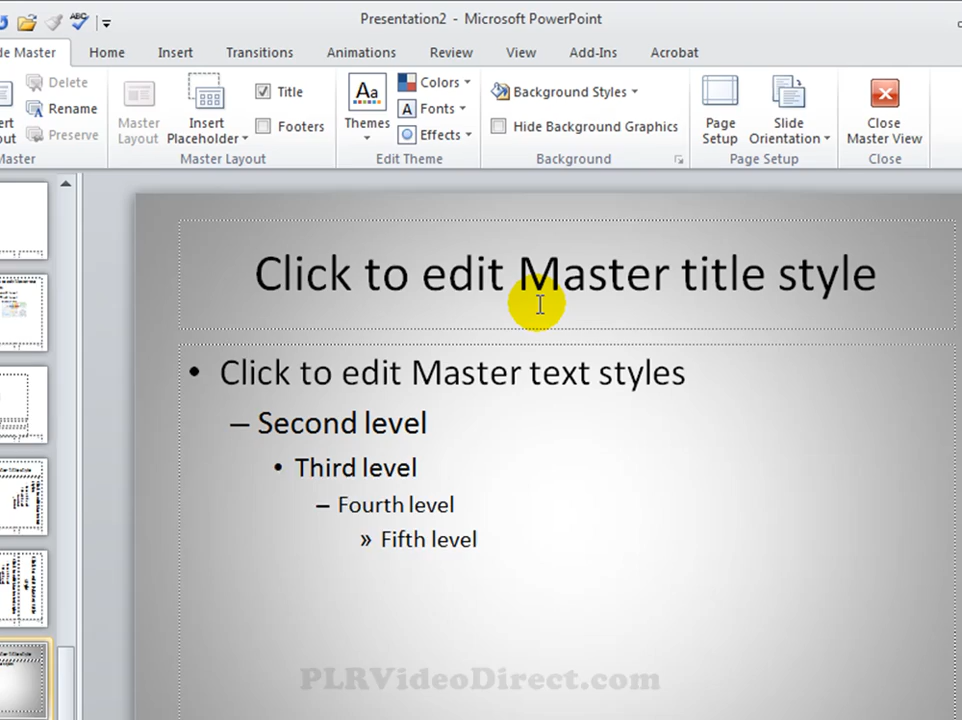 Presentation2 - Microsoft PowerPoint
de Master Home Insert Transitions Animations Review View Add-Ins Acrobat
Delete
Rename
Preserve
Master Layout
Insert Placeholder
Title
Footers
Master Layout
Themes
Colors
Fonts
Effects
Edit Theme
Background Styles
Hide Background Graphics
Background
Page Setup
Slide Orientation
Page Setup
Close Master View
Close
Click to edit Master title style
• Click to edit Master text styles
– Second level
• Third level
– Fourth level
» Fifth level
PLRVideoDirect.com